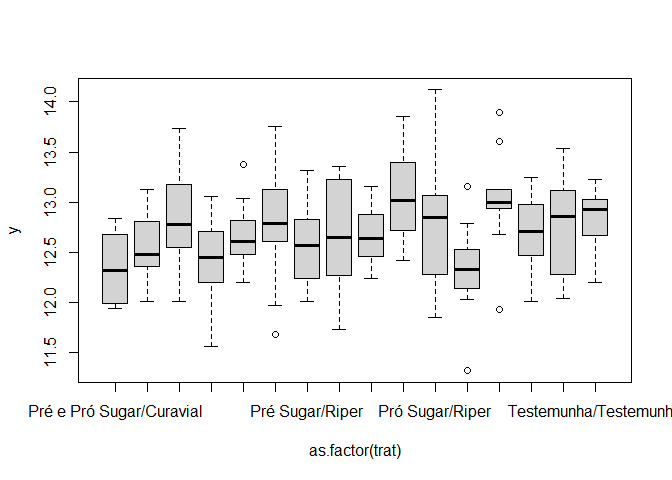 14.0
13.5
13.0
12.5
12.0
11.5
y
Pré e Pró Sugar/Curavial Pré Sugar/Riper Pró Sugar/Riper Testemunha/Testemunh
as.factor(trat)